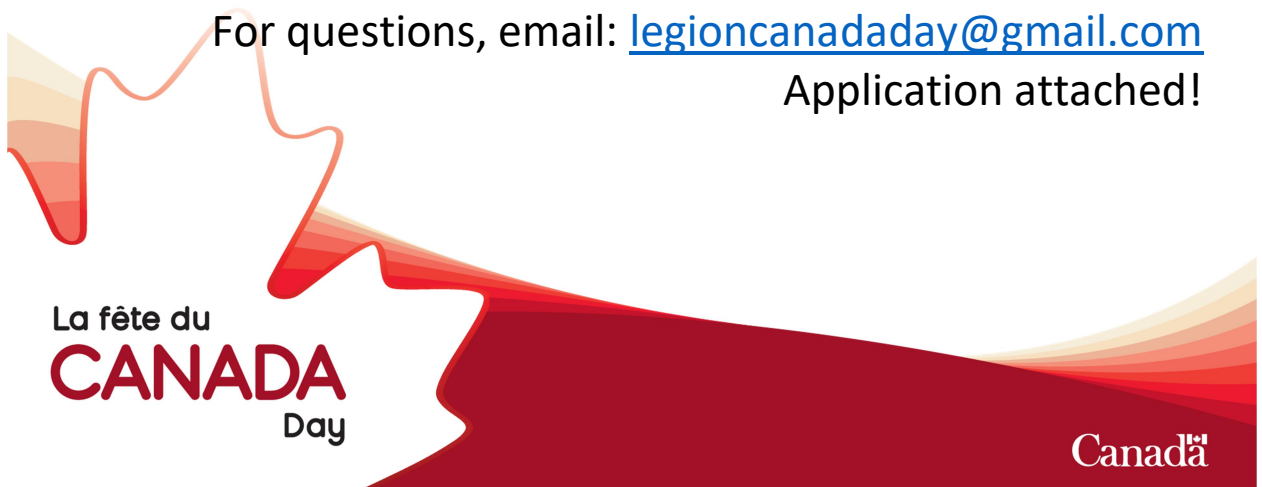 For questions, email: legioncanadaday@gmail.com
Application attached!
La fête du
CANADA
Day
Canada